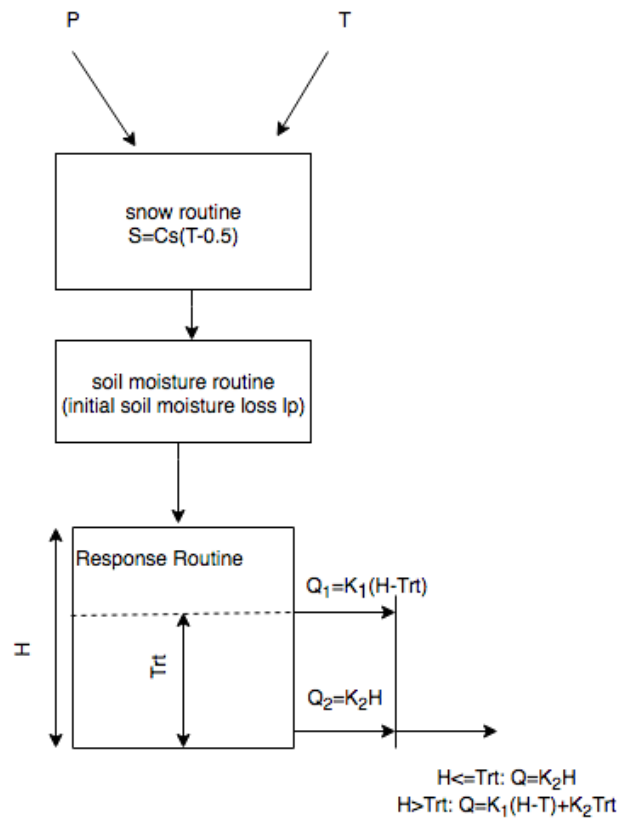 P
T
snow routine
S=Cs(T-0.5)
soil moisture routine
(initial soil moisture loss lp)
Response Routine
Q₁=K₁(H-Trt)
H
Trt
Q₂=K₂H
H<=Trt: Q=K₂H
H>Trt: Q=K₁(H-T)+K₂Trt